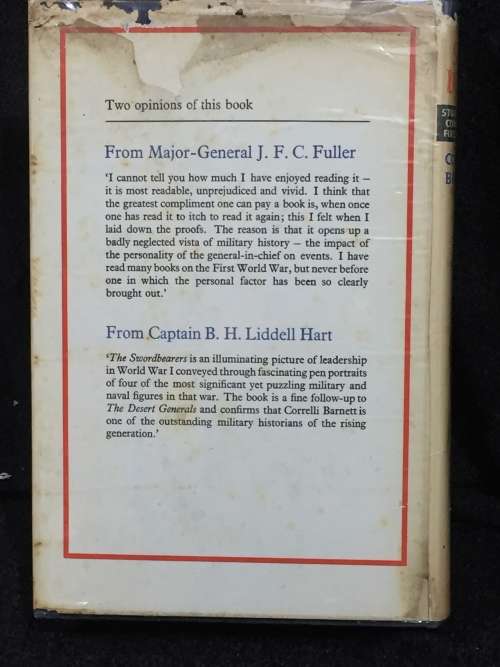 Two opinions of this book
From Major-General J. F. C. Fuller
'I cannot tell you how much I have enjoyed reading it –
it is most readable, unprejudiced and vivid. I think that
the greatest compliment one can pay a book is, when once
one has read it to itch to read it again; this I felt when I
laid down the proofs. The reason is that it opens up a
badly neglected vista of military history – the impact of
the personality of the general-in-chief on events. I have
read many books on the First World War, but never before
one in which the personal factor has been so clearly
brought out.'
From Captain B. H. Liddell Hart
'The Swordbearers is an illuminating picture of leadership
in World War I conveyed through fascinating pen portraits
of four of the most significant yet puzzling military and
naval figures in that war. The book is a fine follow-up to
The Desert Generals and confirms that Correlli Barnett is
one of the outstanding military historians of the rising
generation.'